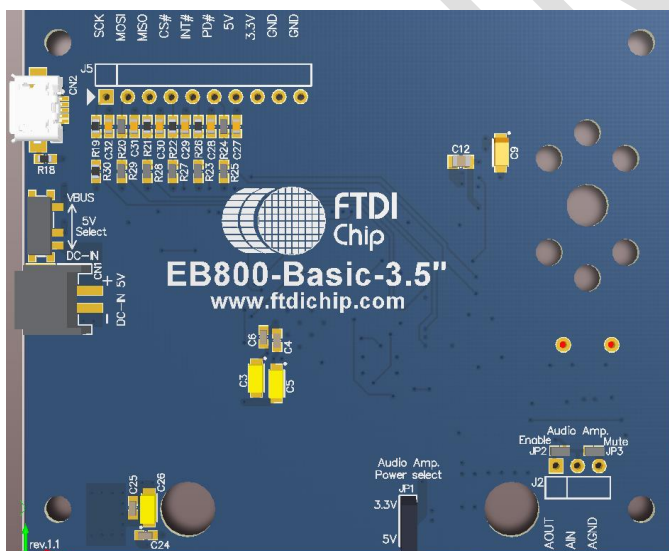 SCK
MOSI
MISO
CS#
INT#
PD#
5V
3.3V
GND
GND
J5
CN2
R18
R19
C32
R20
C31
R21
C30
R22
C29
R26
C28
R24
C27
R30
R29
R28
R27
R23
R25
C12
C9
VBUS
5V
Select
DC-IN
CN1
DC-IN 5V
+
-
FTDI
Chip
EB800-Basic-3.5"
www.ftdichip.com
C6
C4
C3
C5
Audio Amp.
Enable
Mute
JP2
JP3
J2
AOUT
AIN
AGND
Audio Amp.
Power select
JP1
3.3V
5V
C25
C26
C24
rev.1.1